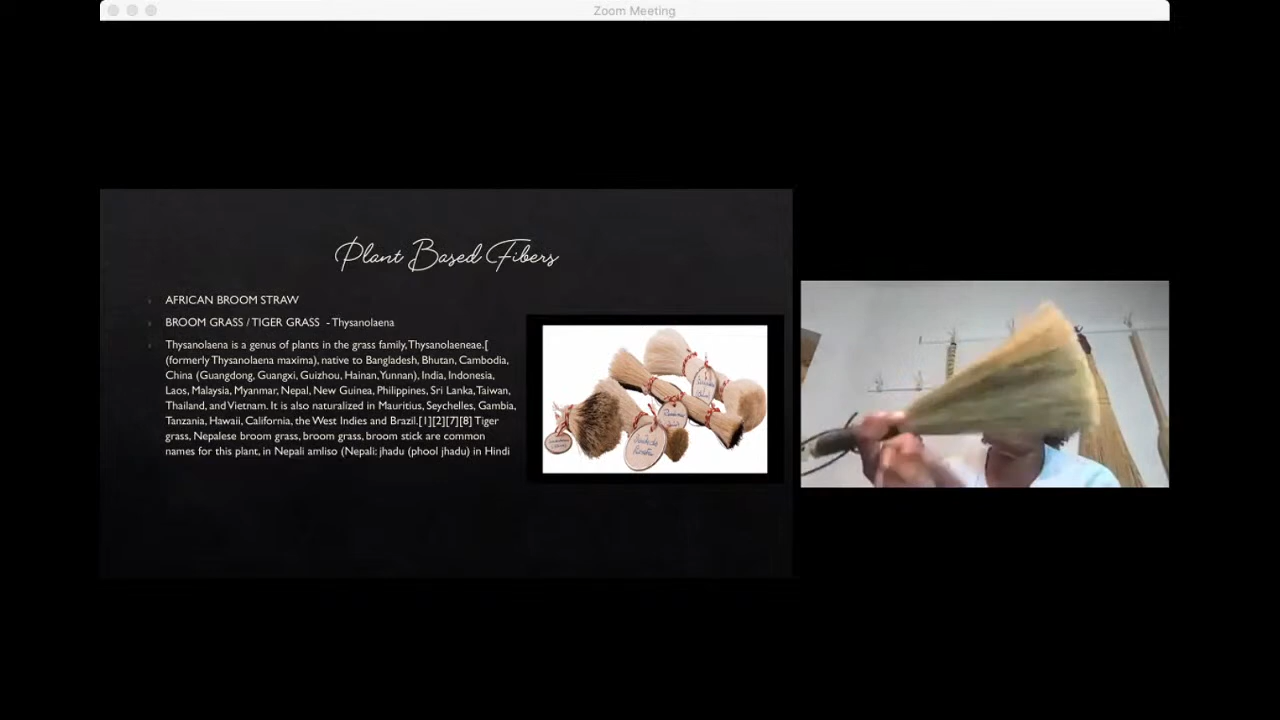 Zoom Meeting
Plant Based Fibers
AFRICAN BROOM STRAW
BROOM GRASS / TIGER GRASS - Thysanolaena
Thysanolaena is a genus of plants in the grass family, Thysanolaeneae.[
(formerly Thysanolaena maxima), native to Bangladesh, Bhutan, Cambodia,
China (Guangdong, Guangxi, Guizhou, Hainan, Yunnan), India, Indonesia,
Laos, Malaysia, Myanmar, Nepal, New Guinea, Philippines, Sri Lanka, Taiwan,
Thailand, and Vietnam. It is also naturalized in Mauritius, Seychelles, Gambia,
Tanzania, Hawaii, California, the West Indies and Brazil.[1][2][7][8] Tiger
grass, Nepalese broom grass, broom grass, broom stick are common
names for this plant, in Nepali amliso (Nepali: jhadu (phool jhadu) in Hindi